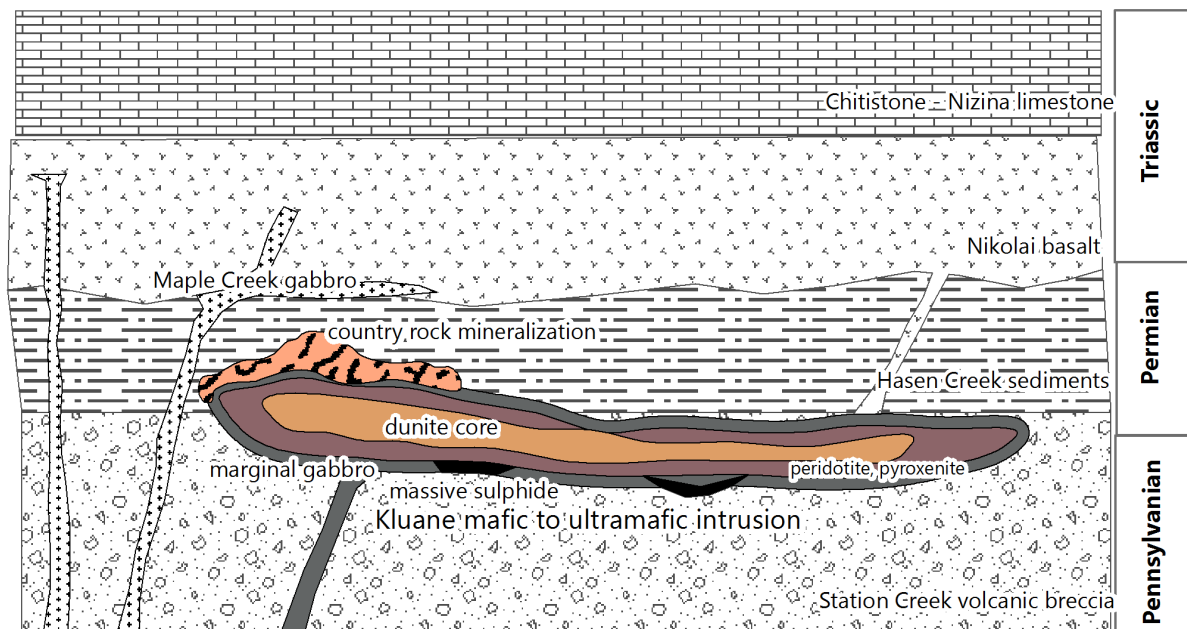 Chitistone - Nizina limestone
Triassic
Nikolai basalt
Maple Creek gabbro
country rock mineralization
Permian
Hasen Creek sediments
dunite core
marginal gabbro
peridotite, pyroxenite
massive sulphide
Kluane mafic to ultramafic intrusion
Pennsylvanian
Station Creek volcanic breccia